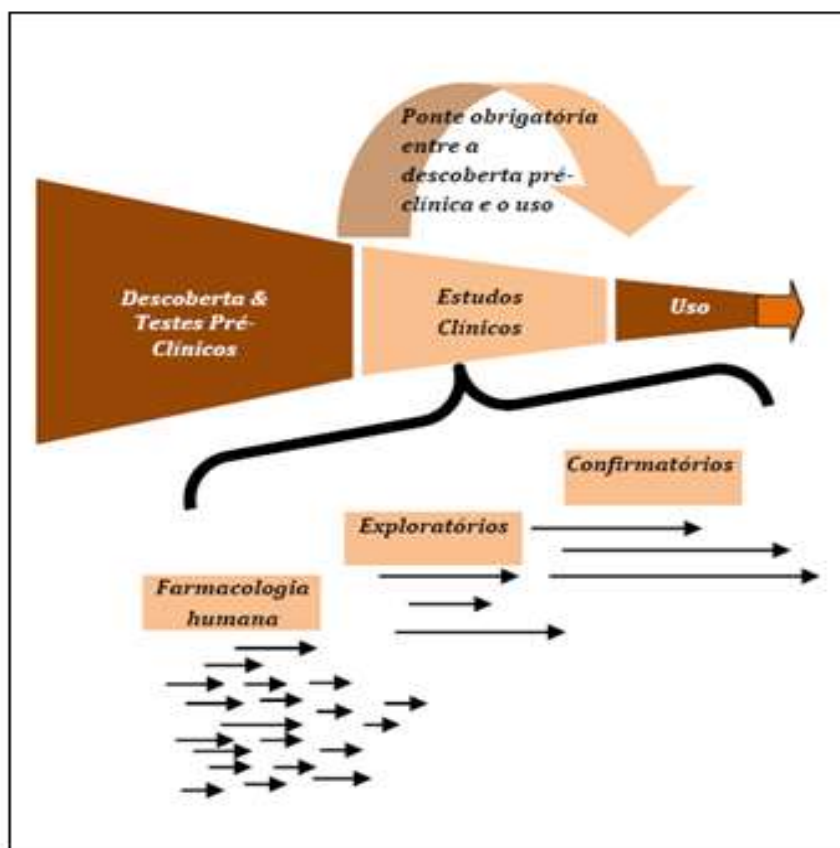 Ponte obrigatória
entre a
descoberta pré-
clínica e o uso
Descoberta &
Testes Pré-
Clínicos
Estudos
Clínicos
Uso
Confirmatórios
Exploratórios
Farmacologia
humana